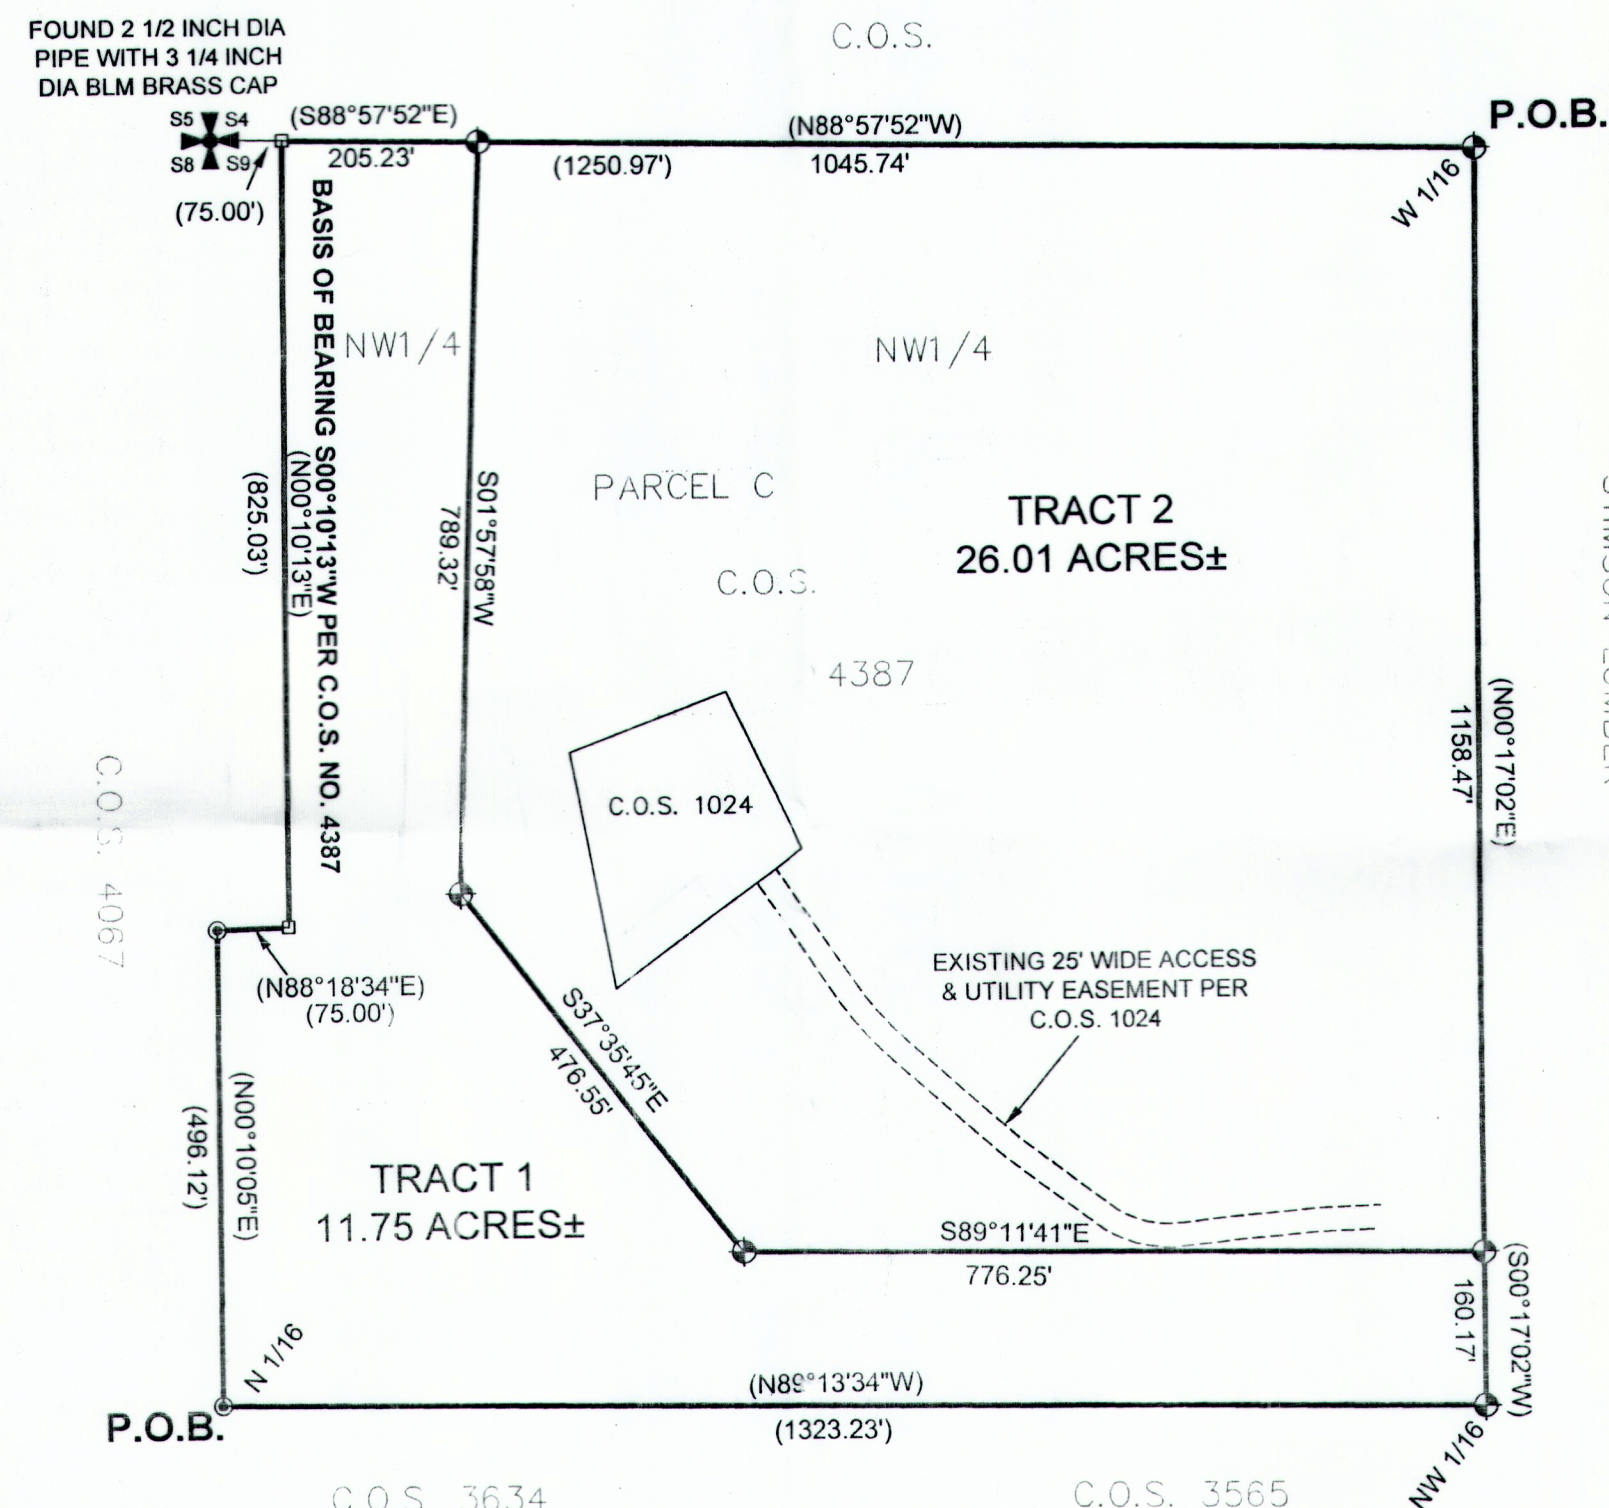 FOUND 2 1/2 INCH DIA
PIPE WITH 3 1/4 INCH
DIA BLM BRASS CAP
S5 S4
S8 S9
(75.00')
(S88°57'52"E)
205.23'
C.O.S.
(N88°57'52"W)
(1250.97')
1045.74'
P.O.B.
W 1/16
BASIS OF BEARING S00°10'13"W PER C.O.S. NO. 4387
(N00°10'13"E)
(825.03')
NW1/4
NW1/4
S01°57'58"W
789.32'
PARCEL C
C.O.S.
4387
TRACT 2
26.01 ACRES±
C.O.S. 1024
C.O.S. 4067
(N00°17'02"E)
1158.47'
(N88°18'34"E)
(75.00')
EXISTING 25' WIDE ACCESS
& UTILITY EASEMENT PER
C.O.S. 1024
S37°35'45"E
476.55'
(N00°10'05"E)
(496.12')
TRACT 1
11.75 ACRES±
S89°11'41"E
776.25'
(S00°17'02"W)
160.17'
N 1/16
P.O.B.
(N89°13'34"W)
(1323.23')
NW 1/16
C.O.S. 3634
C.O.S. 3565